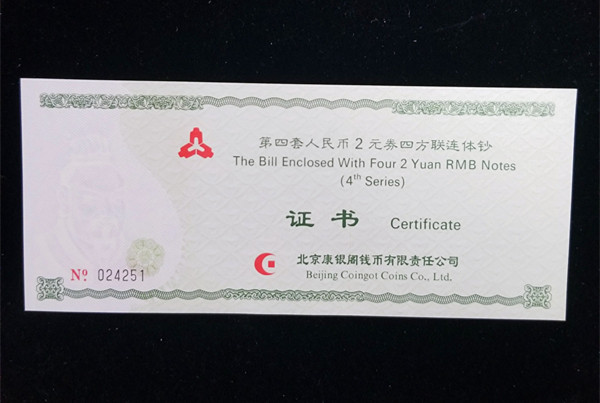 第四套人民币2元券四方联连体钞
The Bill Enclosed With Four 2 Yuan RMB Notes
(4th Series)
证书 Certificate
北京康银阁钱币有限责任公司
Beijing Coingot Coins Co., Ltd.
Nº 024251